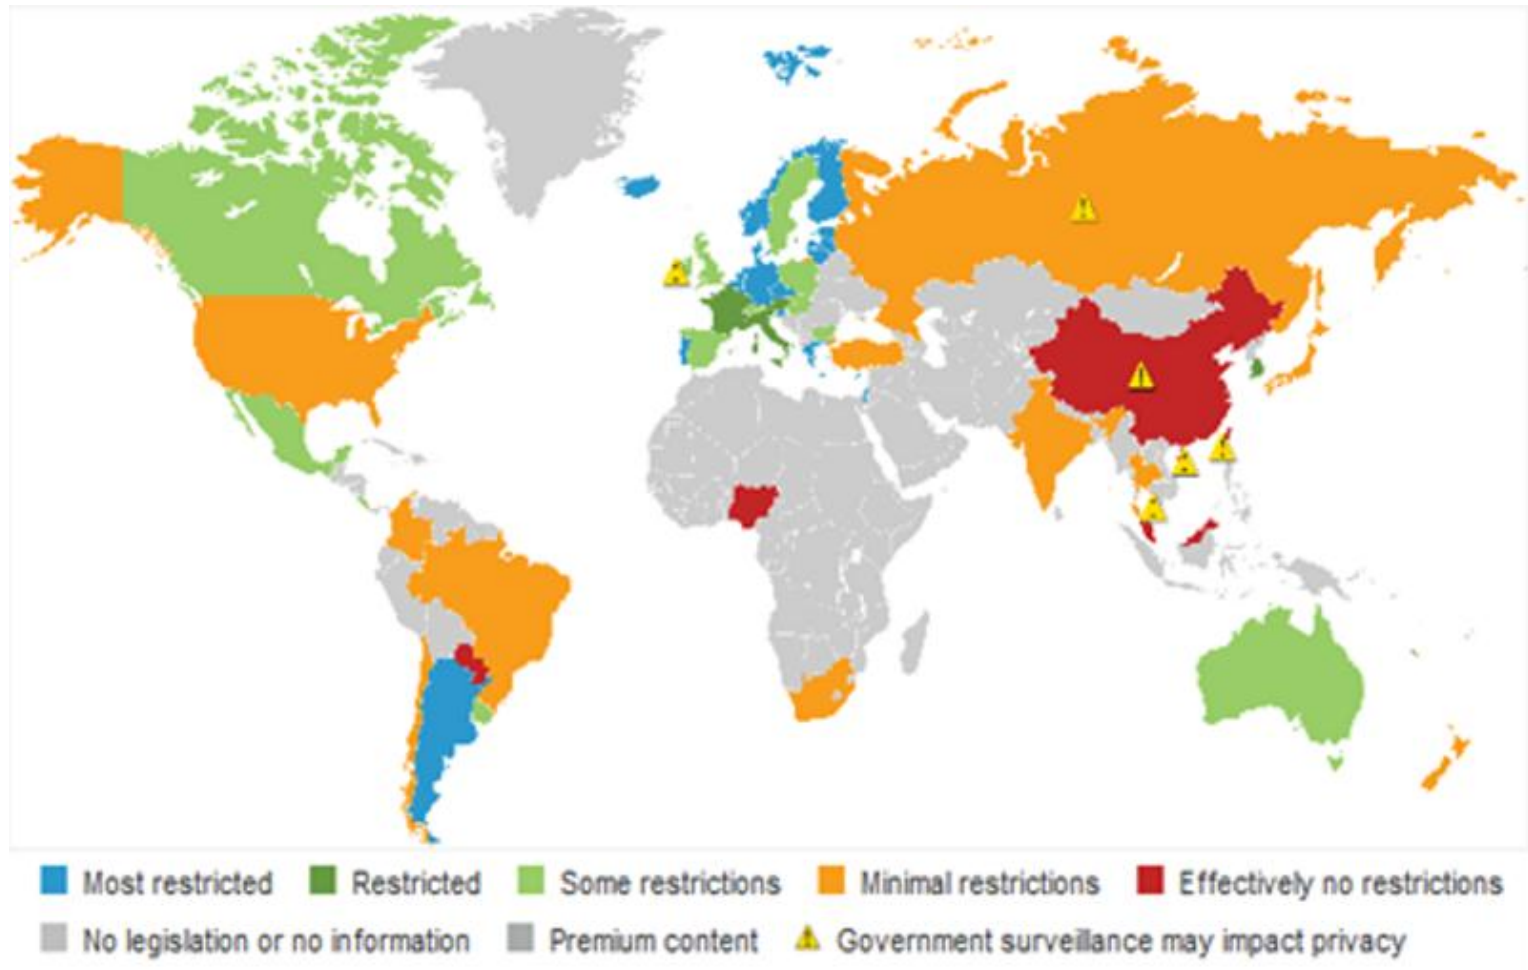 Most restricted Restricted Some restrictions Minimal restrictions Effectively no restrictions
No legislation or no information Premium content Government surveillance may impact privacy